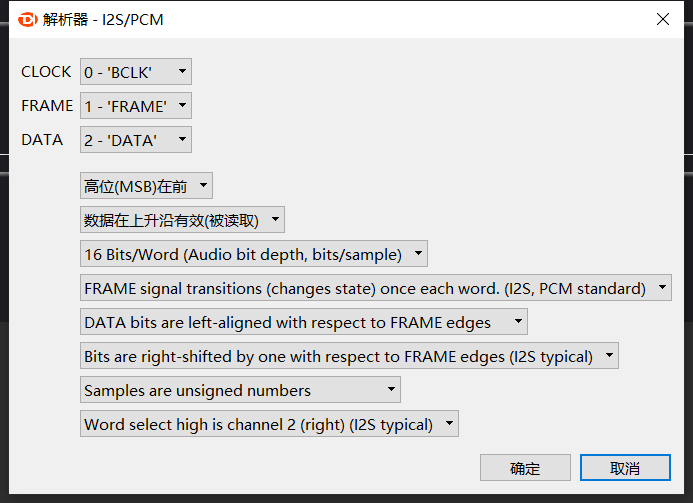 解析器 - I2S/PCM
CLOCK 0 - 'BCLK'
FRAME 1 - 'FRAME'
DATA 2 - 'DATA'
高位(MSB)在前
数据在上升沿有效(被读取)
16 Bits/Word (Audio bit depth, bits/sample)
FRAME signal transitions (changes state) once each word. (I2S, PCM standard)
DATA bits are left-aligned with respect to FRAME edges
Bits are right-shifted by one with respect to FRAME edges (I2S typical)
Samples are unsigned numbers
Word select high is channel 2 (right) (I2S typical)
确定 取消